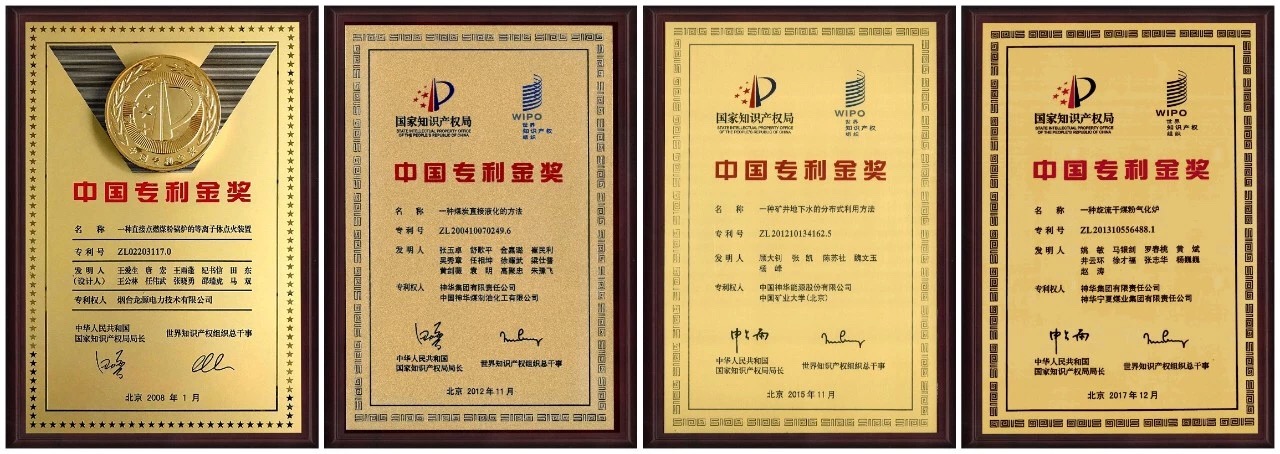 中国专利金奖
名 称 一种直接点燃煤粉锅炉的等离子体点火装置
专利号 ZL02203117.0
发明人 王爱生 唐宏 王雨蓬 纪书信 田东
(设计人) 王公林 任伟武 张晓勇 邵瑞虎 马双
专利权人 烟台龙源电力技术有限公司
中华人民共和国
国家知识产权局局长
世界知识产权组织总干事
北京 2008 年 1 月
国家知识产权局
STATE INTELLECTUAL PROPERTY OFFICE
OF THE PEOPLE'S REPUBLIC OF CHINA
WIPO
世界
知识产权
组织
中国专利金奖
名 称 一种煤炭直接液化的方法
专利号 ZL 200410070249.6
发明人 张玉卓 舒歌平 金嘉璐 崔民利
吴秀章 任相坤 徐耀武 梁仕普
黄剑薇 袁明 高聚忠 朱豫飞
专利权人 神华集团有限责任公司
中国神华煤制油化工有限公司
中华人民共和国
国家知识产权局局长
世界知识产权组织总干事
北京 2012 年 11 月
国家知识产权局
STATE INTELLECTUAL PROPERTY OFFICE
OF THE PEOPLE'S REPUBLIC OF CHINA
WIPO
世界
知识产权
组织
中国专利金奖
名 称 一种矿井地下水的分布式利用方法
专利号 ZL 201210134162.5
发明人 顾大钊 张凯 陈苏社 魏文玉
杨峰
专利权人 中国神华能源股份有限公司
中国矿业大学(北京)
中华人民共和国
国家知识产权局局长
世界知识产权组织总干事
北京 2015 年 11 月
国家知识产权局
STATE INTELLECTUAL PROPERTY OFFICE
OF THE PEOPLE'S REPUBLIC OF CHINA
WIPO
世界
知识产权
组织
中国专利金奖
名 称 一种旋流干煤粉气化炉
专利号 ZL 201310556488.1
发明人 姚敏 马银剑 罗春桃 黄斌
井云环 徐才福 张志华 杨巍巍
赵涛
专利权人 神华集团有限责任公司
神华宁夏煤业集团有限责任公司
中华人民共和国
国家知识产权局局长
世界知识产权组织总干事
北京 2017 年 12 月